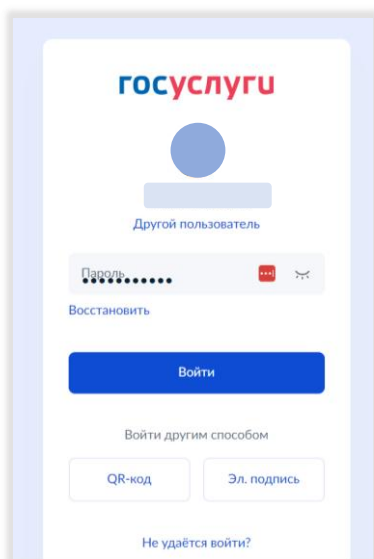 госуслуги
Другой пользователь
Пароль
Восстановить
Войти
Войти другим способом
QR-код
Эл. подпись
Не удаётся войти?